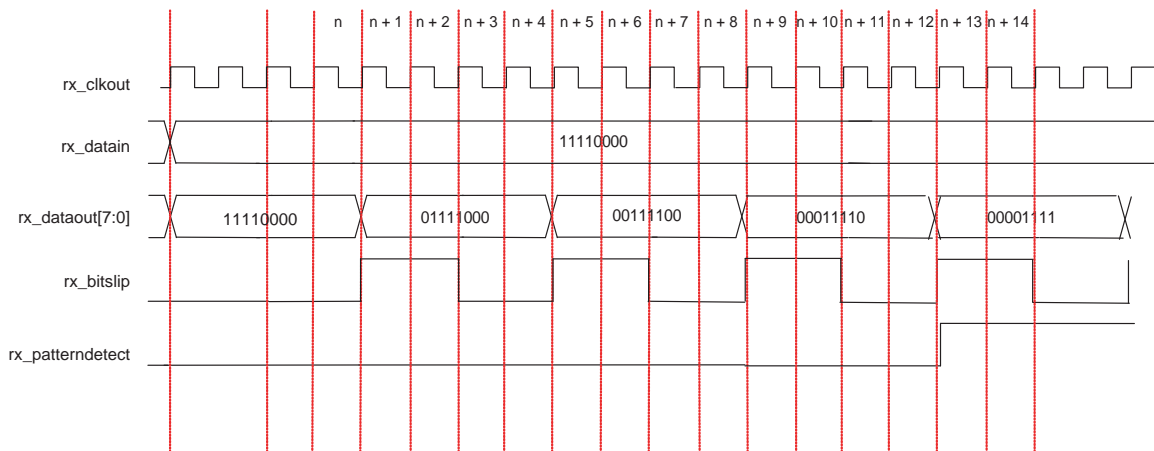 n n + 1 n + 2 n + 3 n + 4 n + 5 n + 6 n + 7 n + 8 n + 9 n + 10 n + 11 n + 12 n + 13 n + 14
rx_clkout
rx_datain 11110000
rx_dataout[7:0] 11110000 01111000 00111100 00011110 00001111
rx_bitslip
rx_patterndetect